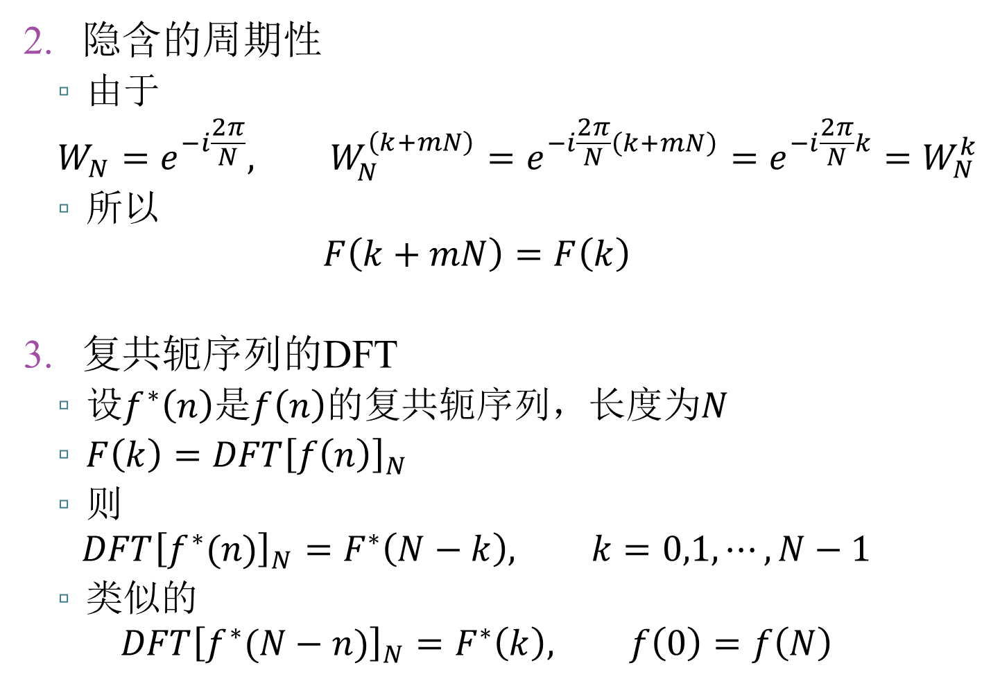 2. 隐含的周期性
▫ 由于
$W_N = e^{-i\frac{2\pi}{N}}, \quad W_N^{(k+mN)} = e^{-i\frac{2\pi}{N}(k+mN)} = e^{-i\frac{2\pi}{N}k} = W_N^k$
▫ 所以
$F(k + mN) = F(k)$
3. 复共轭序列的DFT
▫ 设$f^*(n)$是$f(n)$的复共轭序列，长度为$N$
▫ $F(k) = DFT[f(n)]_N$
▫ 则
$DFT[f^*(n)]_N = F^*(N - k), \quad k = 0,1,\cdots,N-1$
▫ 类似的
$DFT[f^*(N - n)]_N = F^*(k), \quad f(0) = f(N)$